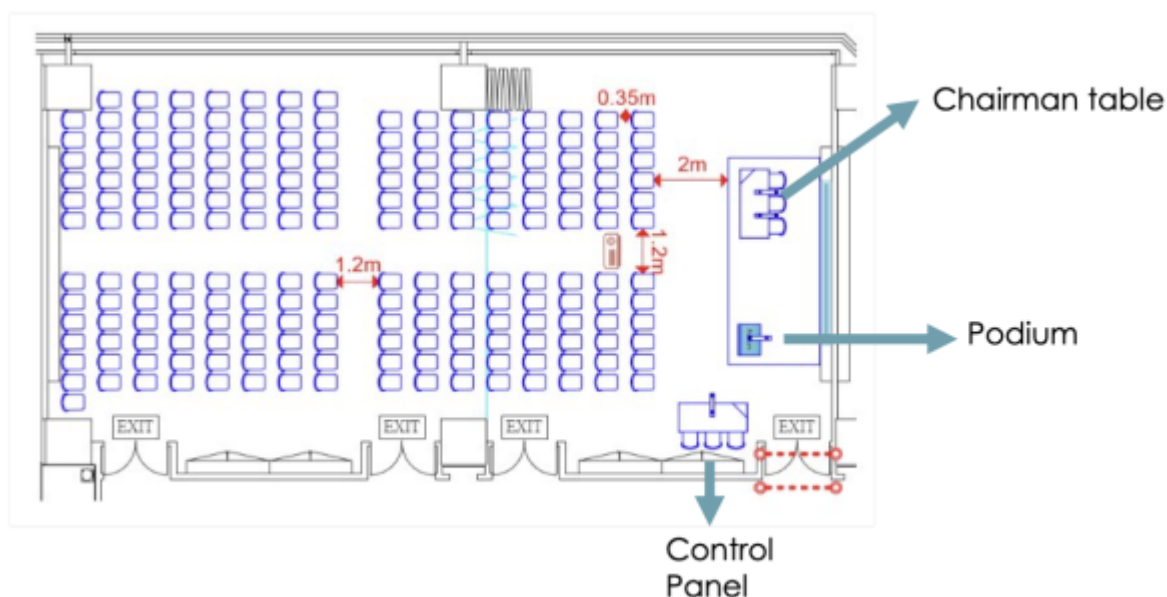 0.35m
Chairman table
2m
1.2m
1.2m
Podium
EXIT
EXIT
EXIT
EXIT
Control
Panel